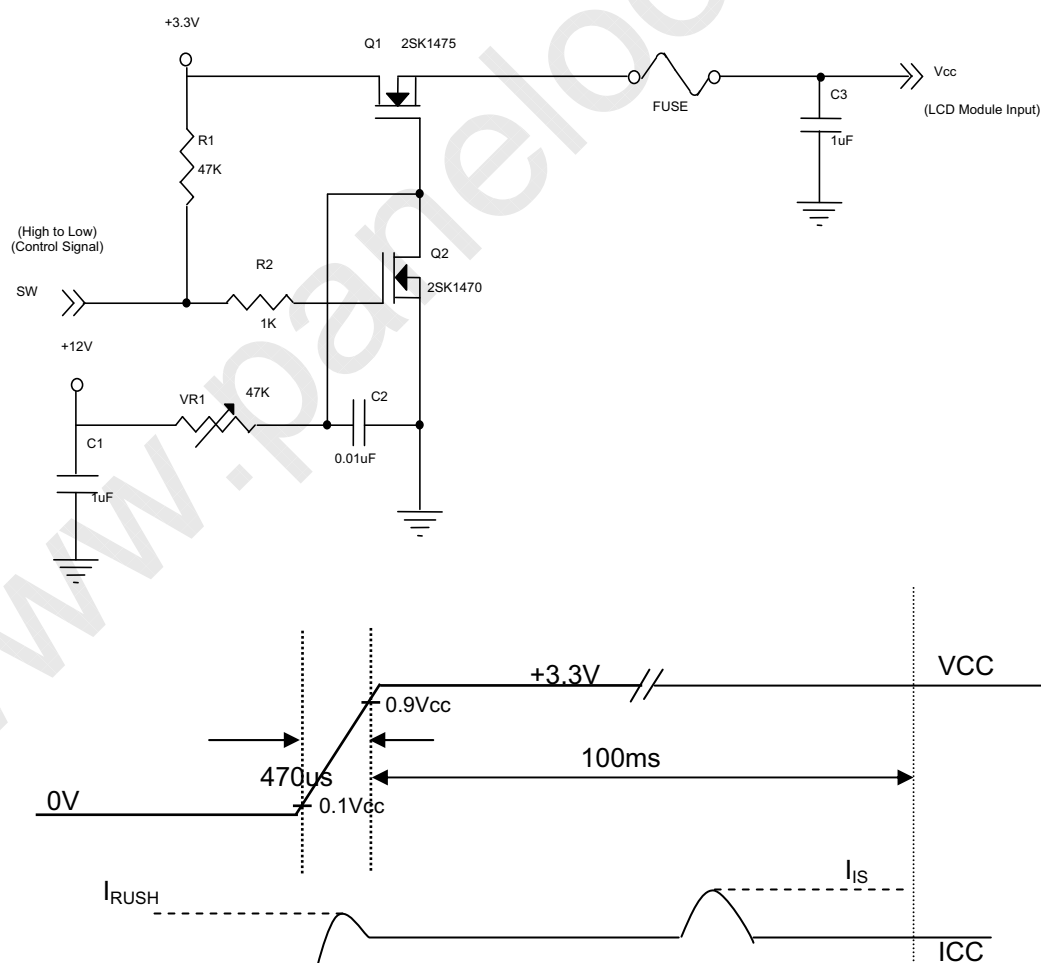 +3.3V
Q1 2SK1475
Vcc
C3
FUSE
(LCD Module Input)
1uF
R1
47K
(High to Low)
(Control Signal)
Q2
R2
SW
2SK1470
1K
+12V
47K
VR1
C2
C1
0.01uF
1uF
www.paneloo
VCC
+3.3V
0.9Vcc
100ms
470us
0V
0.1Vcc
IIS
IRUSH
ICC